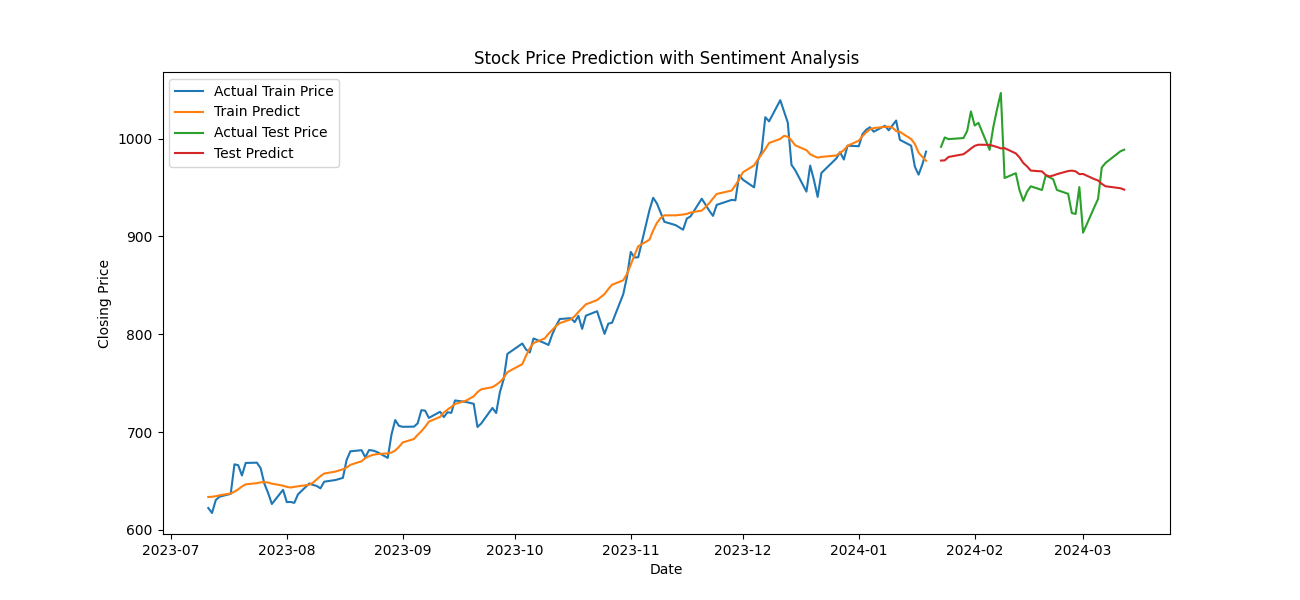 Stock Price Prediction with Sentiment Analysis
Actual Train Price
Train Predict
Actual Test Price
Test Predict
Closing Price
1000
900
800
700
600
2023-07 2023-08 2023-09 2023-10 2023-11 2023-12 2024-01 2024-02 2024-03
Date